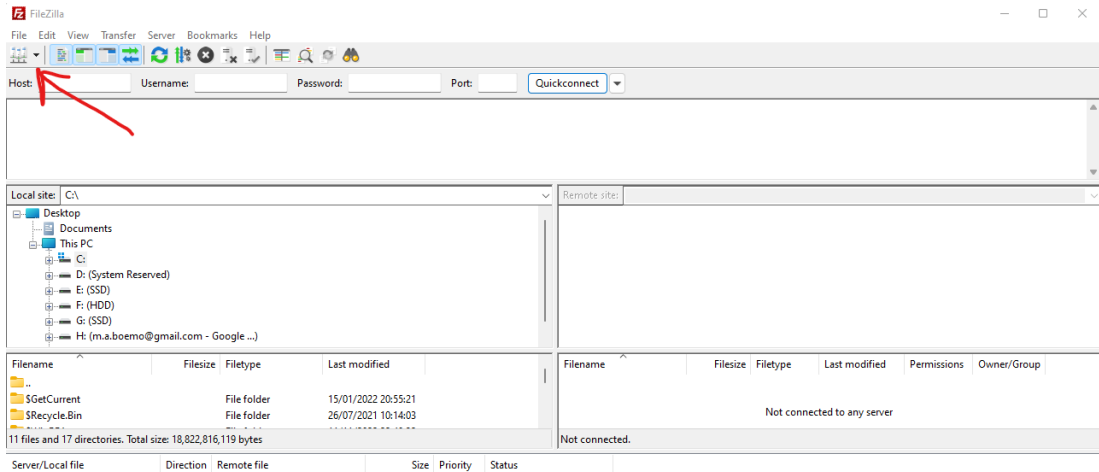 FileZilla
File Edit View Transfer Server Bookmarks Help
Host: Username: Password: Port: Quickconnect
Local site: C:\
Remote site:
Desktop
Documents
This PC
C:
D: (System Reserved)
E: (SSD)
F: (HDD)
G: (SSD)
H: (m.a.boemo@gmail.com - Google ...)
Filename Filesize Filetype Last modified
..
$GetCurrent File folder 15/01/2022 20:55:21
$Recycle.Bin File folder 26/07/2021 10:14:03
11 files and 17 directories. Total size: 18,822,816,119 bytes
Filename Filesize Filetype Last modified Permissions Owner/Group
Not connected to any server
Not connected.
Server/Local file Direction Remote file Size Priority Status